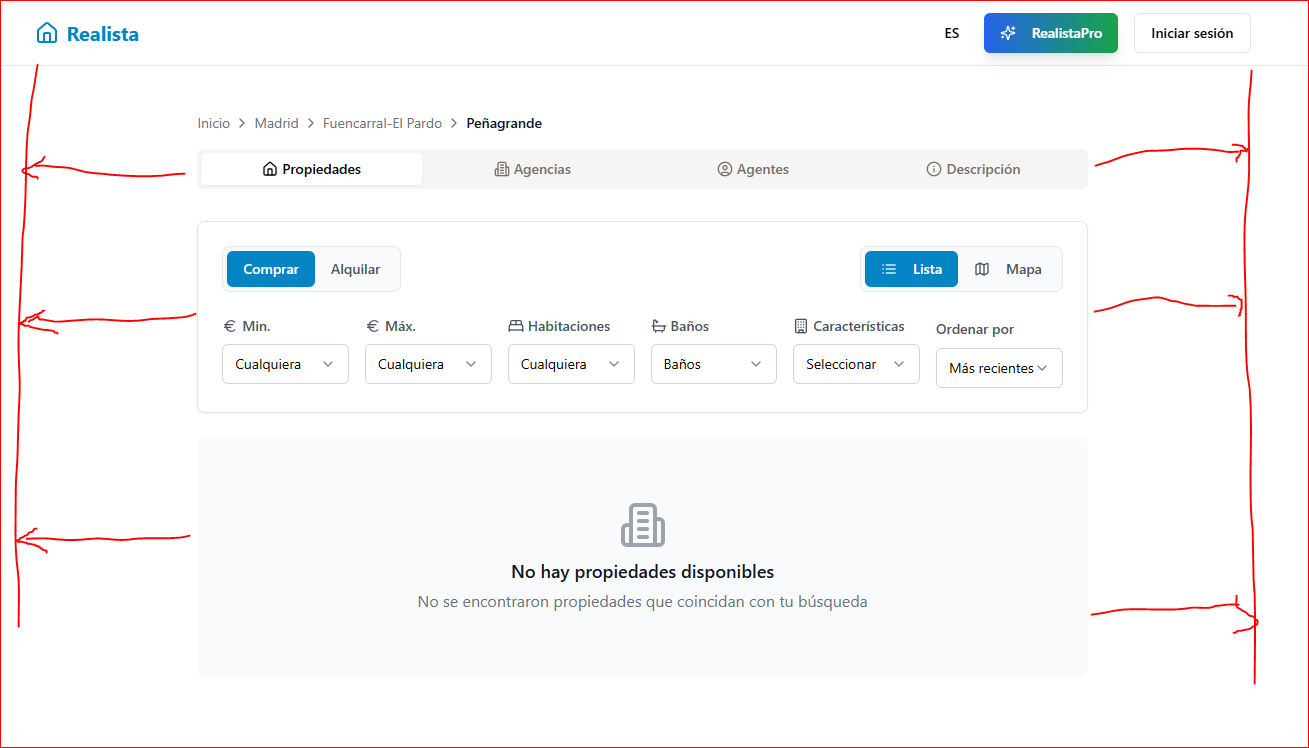 Realista
ES
RealistaPro
Iniciar sesión
Inicio > Madrid > Fuencarral-El Pardo > Peñagrande
Propiedades
Agencias
Agentes
Descripción
Comprar
Alquilar
Lista
Mapa
€ Min.
€ Máx.
Habitaciones
Baños
Características
Ordenar por
Cualquiera
Cualquiera
Cualquiera
Baños
Seleccionar
Más recientes
No hay propiedades disponibles
No se encontraron propiedades que coincidan con tu búsqueda